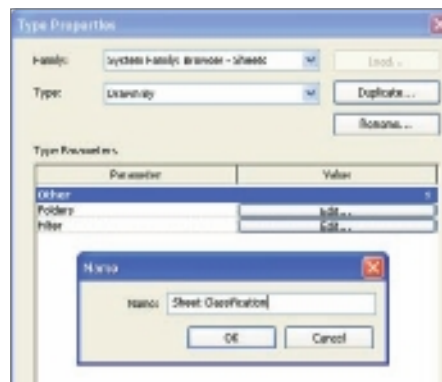 Type Properties
Family: System Family: Browser - Sheets Load...
Type: Duplicate...
Rename...
Type Parameters
Parameter Value
Other
Folders Edit...
Filter Edit...
Name
Name: Sheet Classification
OK Cancel